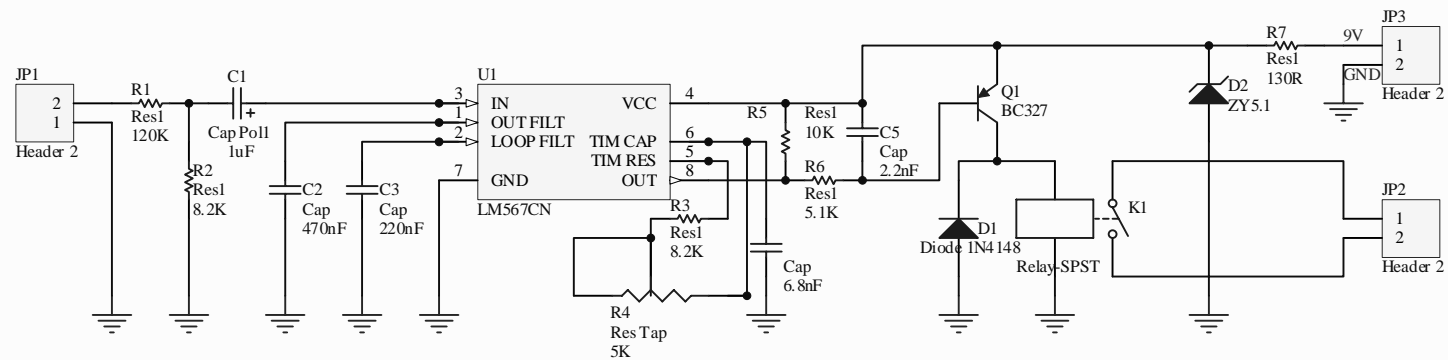 JP1
2
1
Header 2
R1
Res1
120K
R2
Res1
8.2K
C1
+
Cap Pol1
1uF
C2
Cap
470nF
C3
Cap
220nF
U1
3
1
2
7
IN
OUT FILT
LOOP FILT
GND
VCC
TIM CAP
TIM RES
OUT
4
6
5
8
LM567CN
R3
Res1
8.2K
R4
Res Tap
5K
Cap
6.8nF
R5
Res1
10K
R6
Res1
5.1K
C5
Cap
2.2nF
Q1
BC327
D1
Diode 1N4148
Relay-SPST
K1
D2
ZY5.1
R7
Res1
130R
9V
GND
JP3
1
2
Header 2
JP2
1
2
Header 2